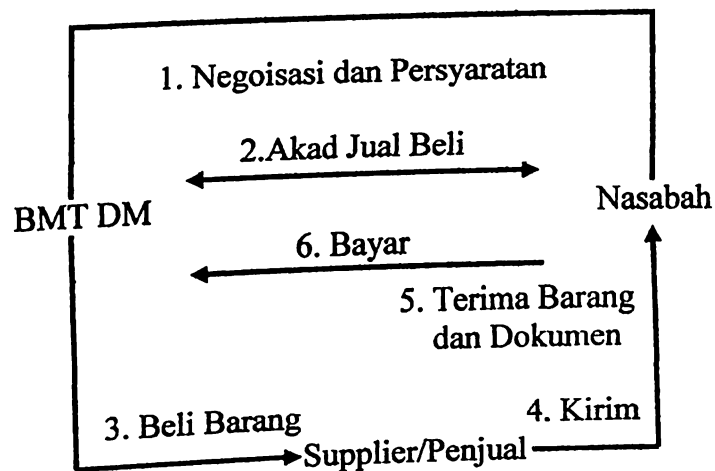 1. Negoisasi dan Persyaratan
2.Akad Jual Beli
BMT DM
Nasabah
6. Bayar
5. Terima Barang
dan Dokumen
3. Beli Barang
4. Kirim
Supplier/Penjual